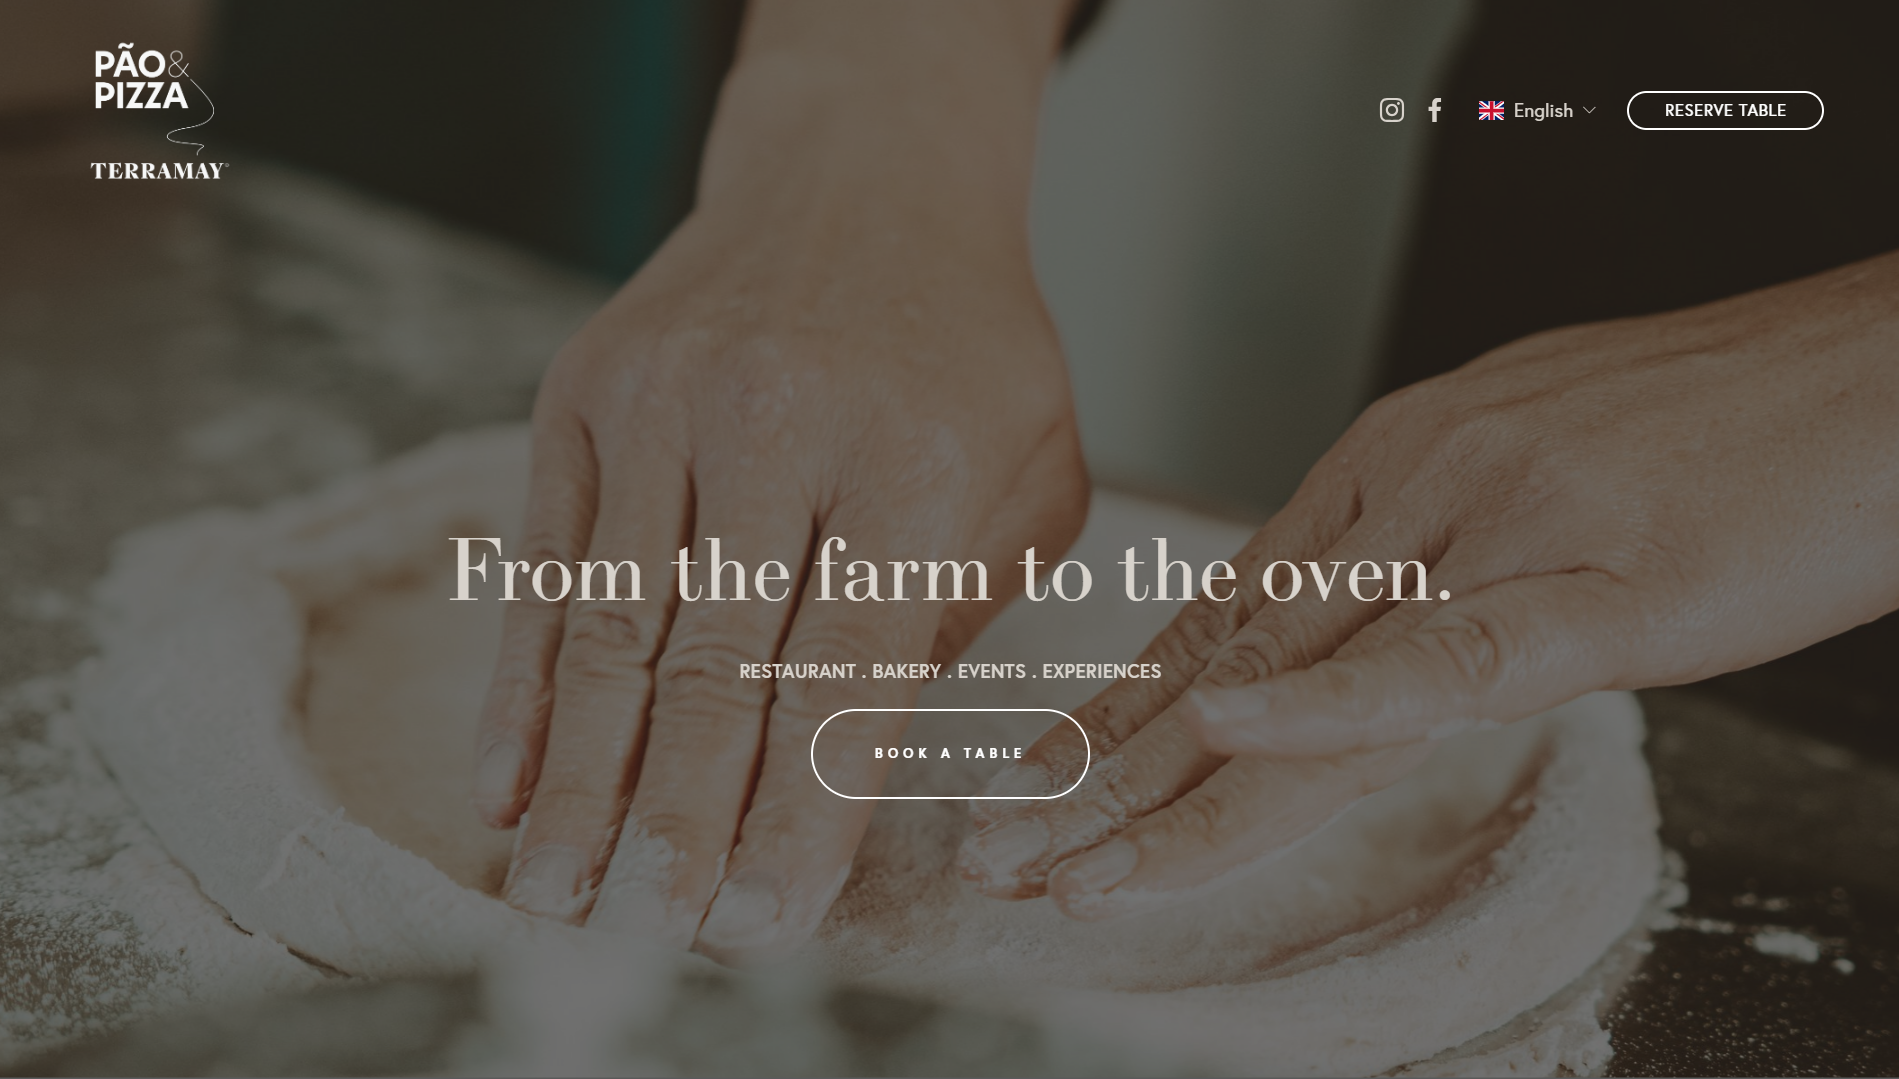 PÃO&
PIZZA
TERRAMAY®
English
RESERVE TABLE
From the farm to the oven.
RESTAURANT . BAKERY . EVENTS . EXPERIENCES
BOOK A TABLE